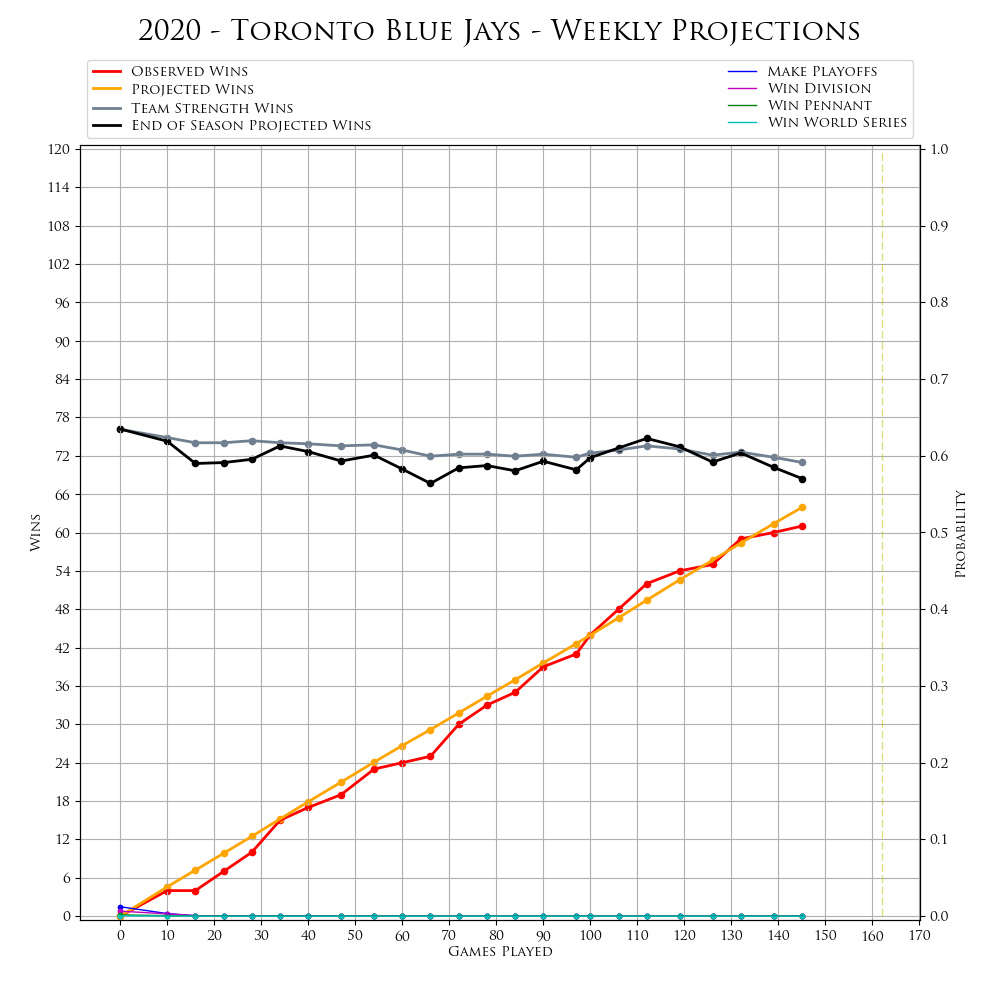 2020 - Toronto Blue Jays - Weekly Projections
Observed Wins
Projected Wins
Team Strength Wins
End of Season Projected Wins
Make Playoffs
Win Division
Win Pennant
Win World Series
120
114
108
102
96
90
84
78
72
66
60
54
48
42
36
30
24
18
12
6
0
Wins
1.0
0.9
0.8
0.7
0.6
0.5
0.4
0.3
0.2
0.1
0.0
Probability
0 10 20 30 40 50 60 70 80 90 100 110 120 130 140 150 160 170
Games Played